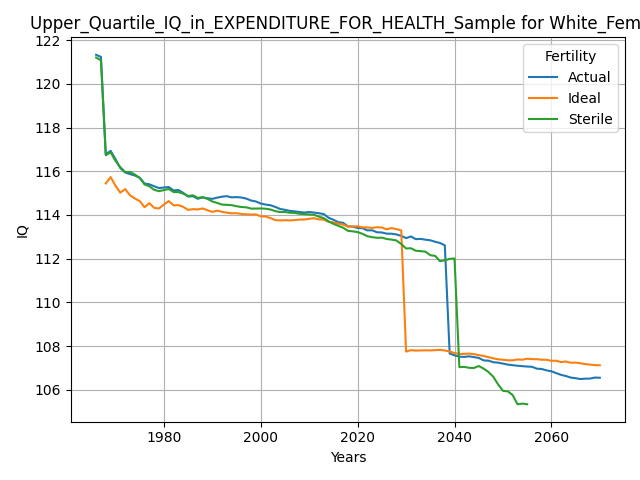 Upper_Quartile_IQ_in_EXPENDITURE_FOR_HEALTH_Sample for White_Fem
122
120
118
116
114
112
110
108
106
IQ
1980
2000
2020
2040
2060
Years
Fertility
Actual
Ideal
Sterile